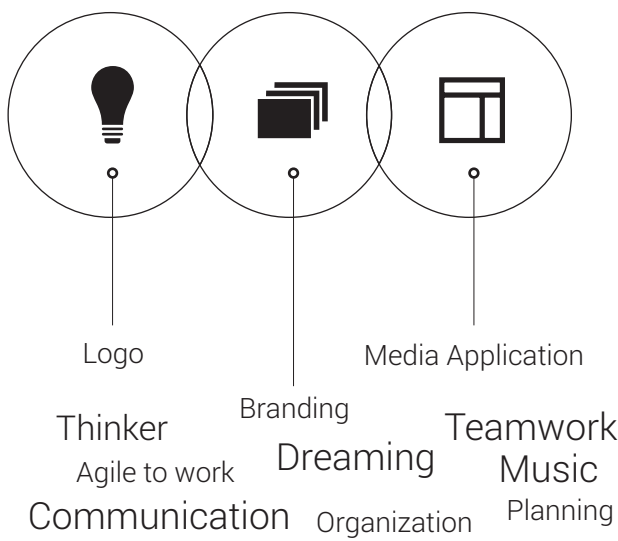 Logo
Media Application
Branding
Thinker
Teamwork
Dreaming
Agile to work
Music
Communication
Organization
Planning